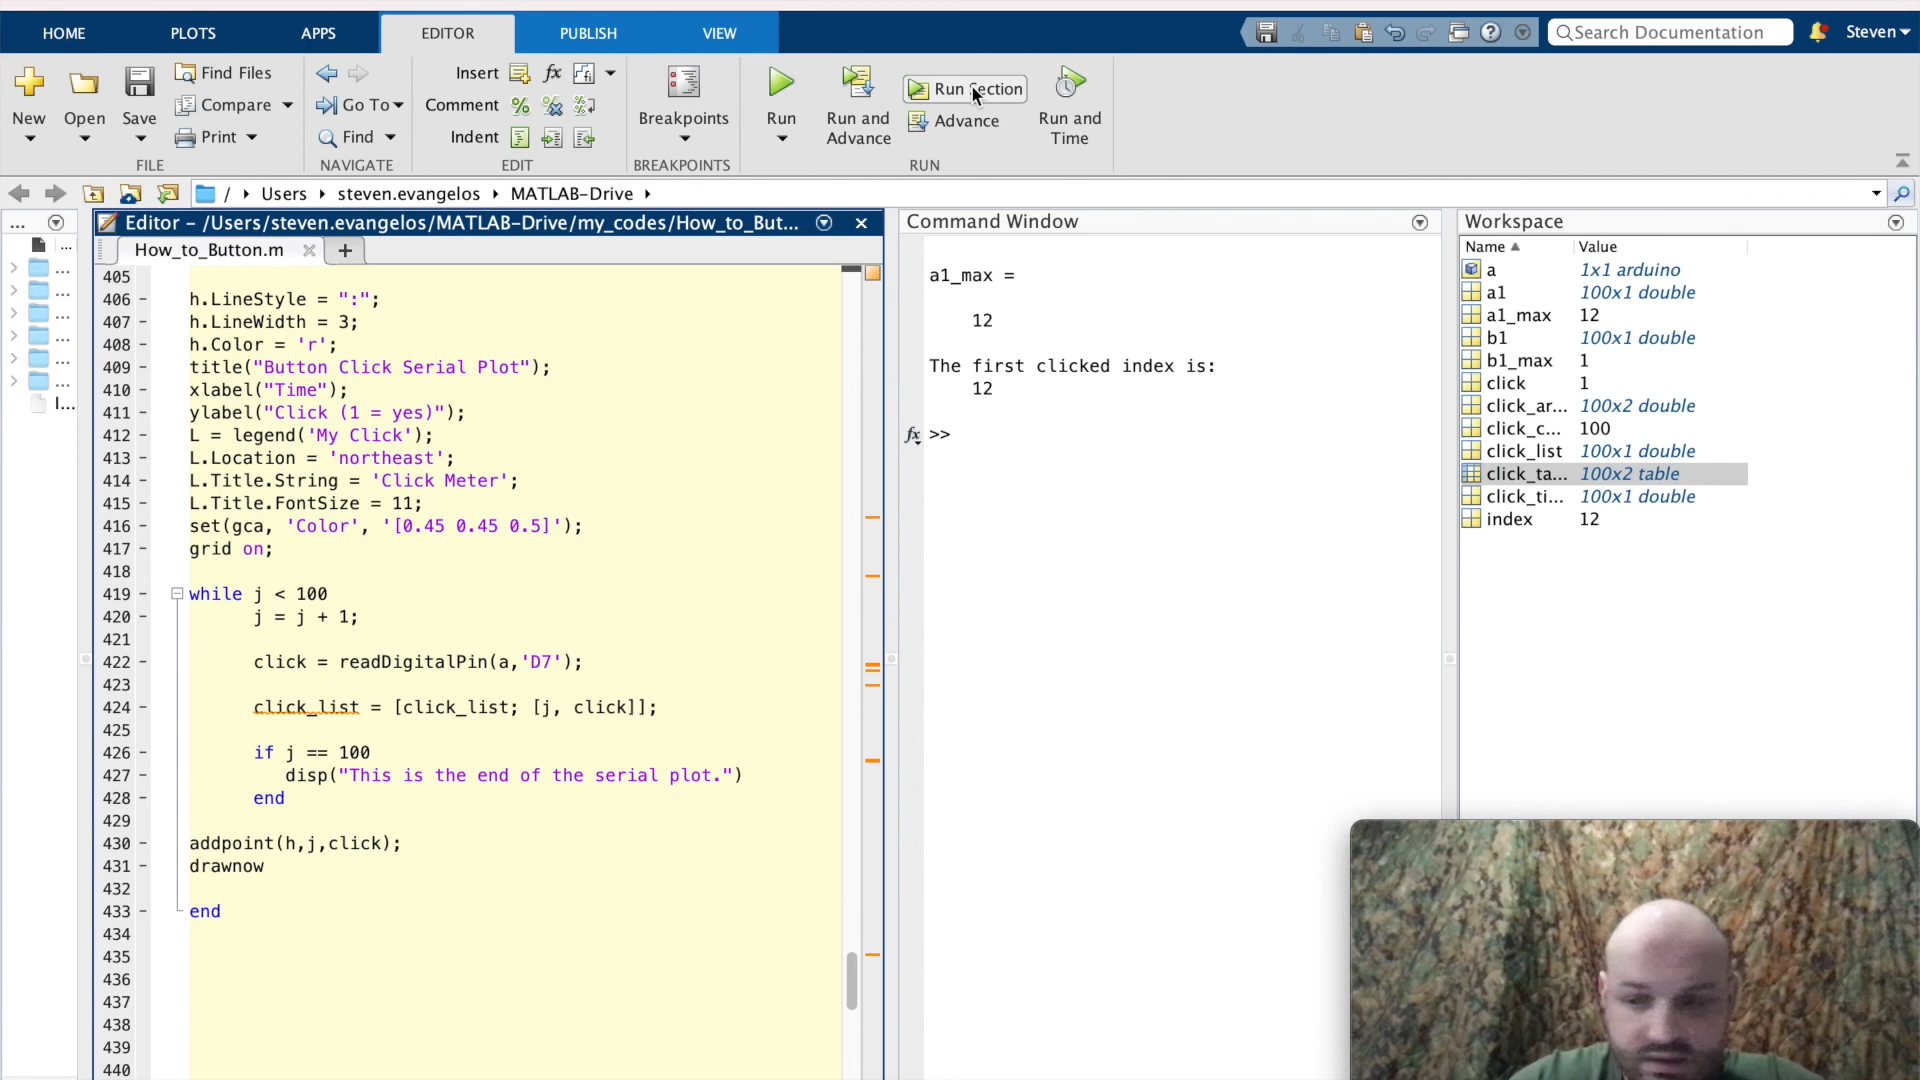 HOME PLOTS APPS EDITOR PUBLISH VIEW Search Documentation Steven
New Open Save Find Files Compare Print
FILE
Go To Find
NAVIGATE
Insert fx
Comment
Indent
EDIT
Breakpoints
BREAKPOINTS
Run Run and Advance Run Section Advance Run and Time
RUN
/ Users steven.evangelos MATLAB-Drive
...
...
...
...
...
...
...
I...
Editor – /Users/steven.evangelos/MATLAB-Drive/my_codes/How_to_But...
How_to_Button.m
405
406 – h.LineStyle = ":";
407 – h.LineWidth = 3;
408 – h.Color = 'r';
409 – title("Button Click Serial Plot");
410 – xlabel("Time");
411 – ylabel("Click (1 = yes)");
412 – L = legend('My Click');
413 – L.Location = 'northeast';
414 – L.Title.String = 'Click Meter';
415 – L.Title.FontSize = 11;
416 – set(gca, 'Color', '[0.45 0.45 0.5]');
417 – grid on;
418
419 – while j < 100
420 – j = j + 1;
421
422 – click = readDigitalPin(a,'D7');
423
424 – click_list = [click_list; [j, click]];
425
426 – if j == 100
427 – disp("This is the end of the serial plot.")
428 – end
429
430 – addpoint(h,j,click);
431 – drawnow
432
433 – end
434
435
436
437
438
439
440
Command Window
a1_max =
12
The first clicked index is:
12
fx >>
Workspace
Name Value
a 1x1 arduino
a1 100x1 double
a1_max 12
b1 100x1 double
b1_max 1
click 1
click_ar... 100x2 double
click_c... 100
click_list 100x1 double
click_ta... 100x2 table
click_ti... 100x1 double
index 12